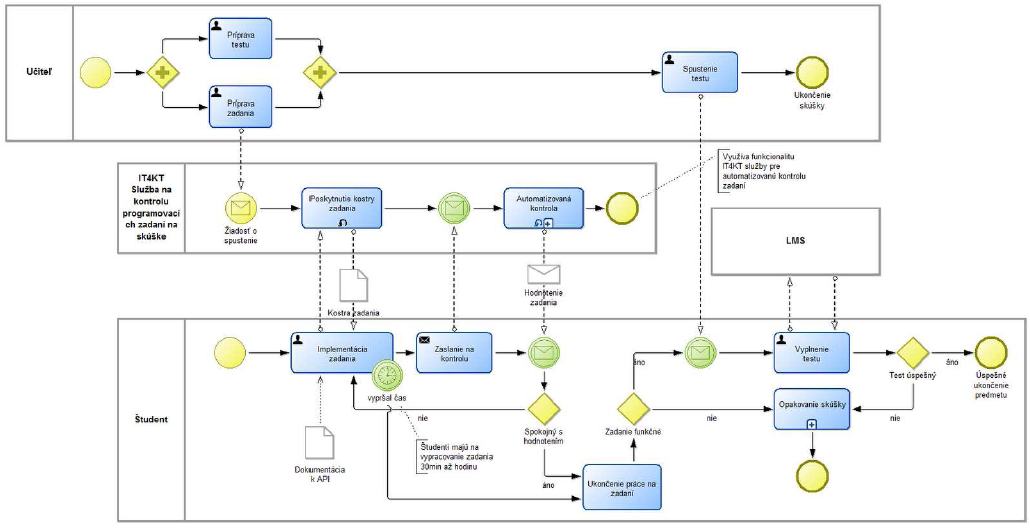 Učiteľ
Príprava
testu
Príprava
zadania
Spustenie
testu
Ukončenie
skúšky
IT4KT
Služba na
kontrolu
programovací
ch zadaní na
skúške
Žiadosť o
spustenie
Poskytnutie kostry
zadania
Automatizovaná
kontrola
Využíva funkcionalitu
IT4KT služby pre
automatizovanú kontrolu
zadaní
LMS
Kostra zadania
Hodnotenie
zadania
Študent
Implementácia
zadania
vypršal čas
Zaslanie na
kontrolu
nie
Spokojný s
hodnotením
áno
Študenti majú na
vypracovanie zadania
30min až hodinu
Dokumentácia
k API
Ukončenie práce na
zadaní
Zadanie funkčné
áno
nie
Vyplnenie
testu
Test úspešný
áno
nie
Úspešné
ukončenie
predmetu
Opakovanie skúšky